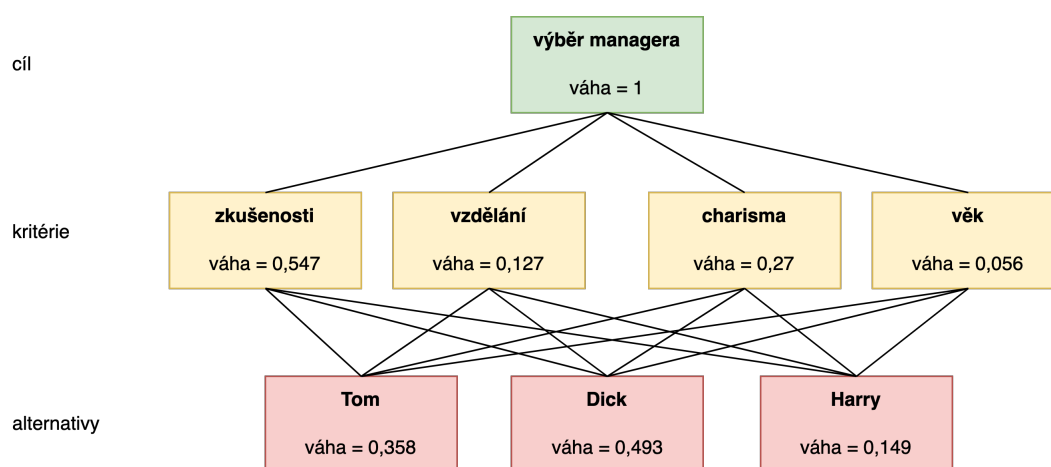 cíl
výběr managera
váha = 1
kritérie
zkušenosti
váha = 0,547
vzdělání
váha = 0,127
charisma
váha = 0,27
věk
váha = 0,056
alternativy
Tom
váha = 0,358
Dick
váha = 0,493
Harry
váha = 0,149